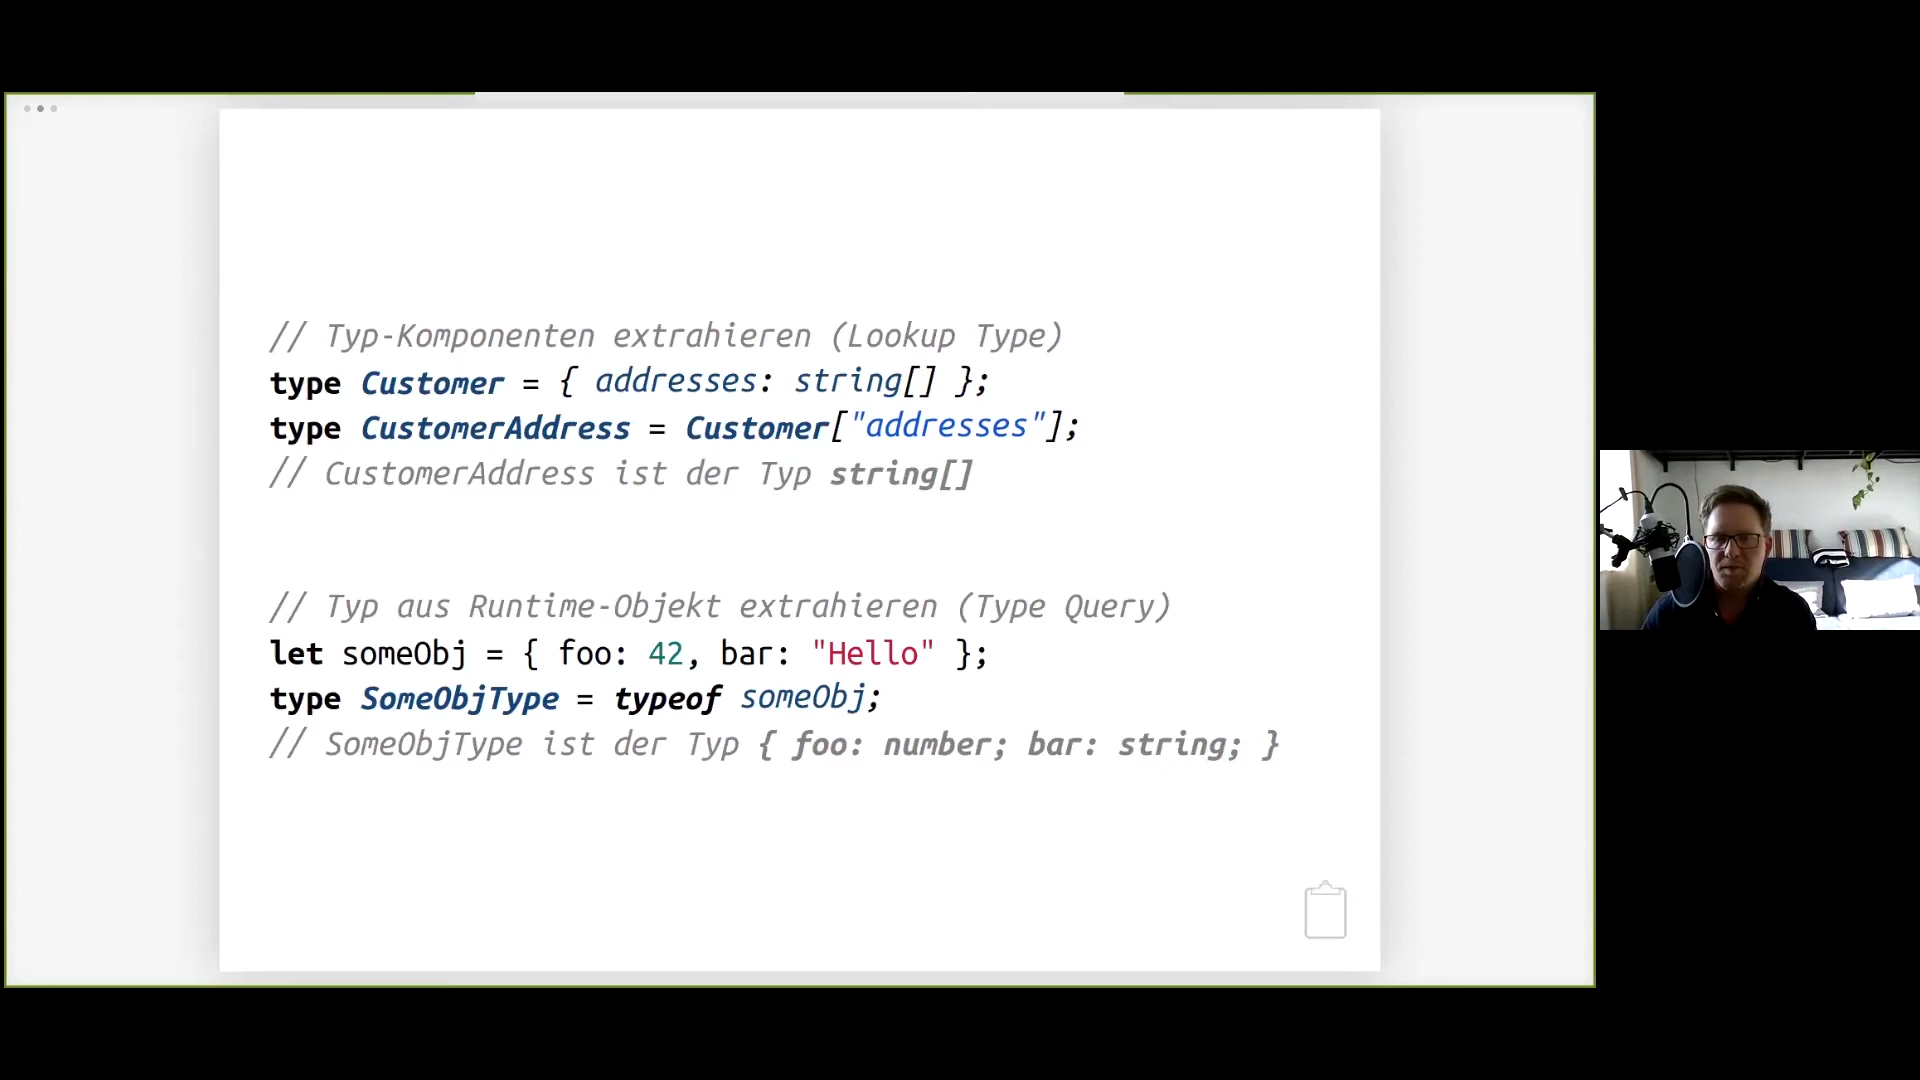 // Typ-Komponenten extrahieren (Lookup Type)
type Customer = { addresses: string[] };
type CustomerAddress = Customer["addresses"];
// CustomerAddress ist der Typ string[]
// Typ aus Runtime-Objekt extrahieren (Type Query)
let someObj = { foo: 42, bar: "Hello" };
type SomeObjType = typeof someObj;
// SomeObjType ist der Typ { foo: number; bar: string; }